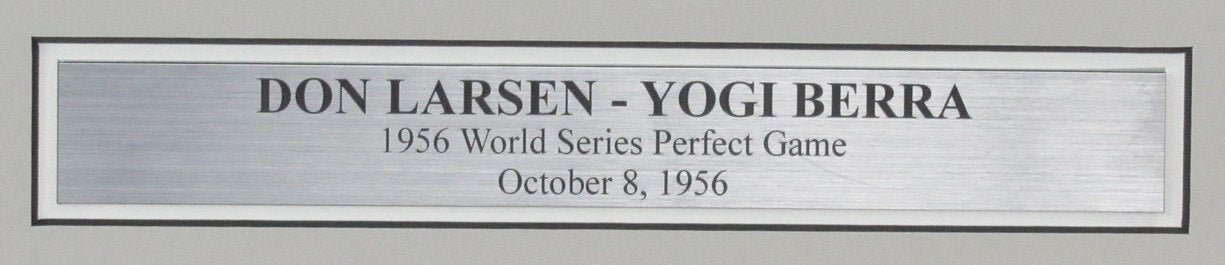 DON LARSEN - YOGI BERRA
1956 World Series Perfect Game
October 8, 1956